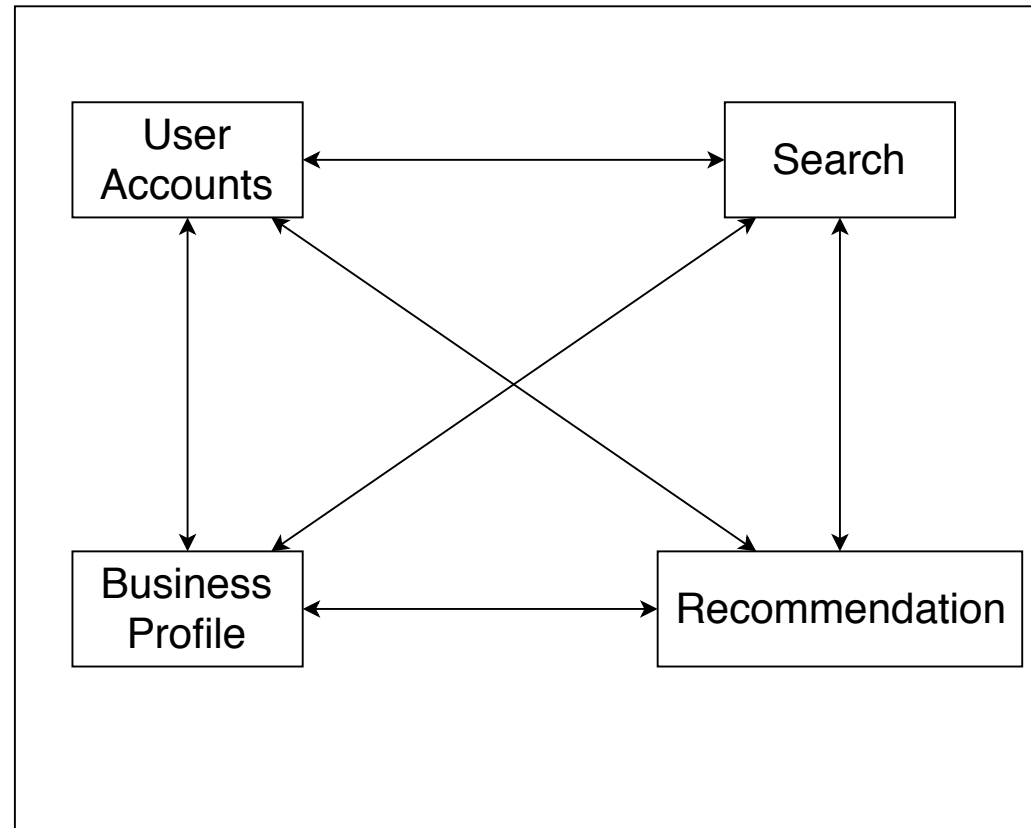 User
Accounts
Search
Business
Profile
Recommendation